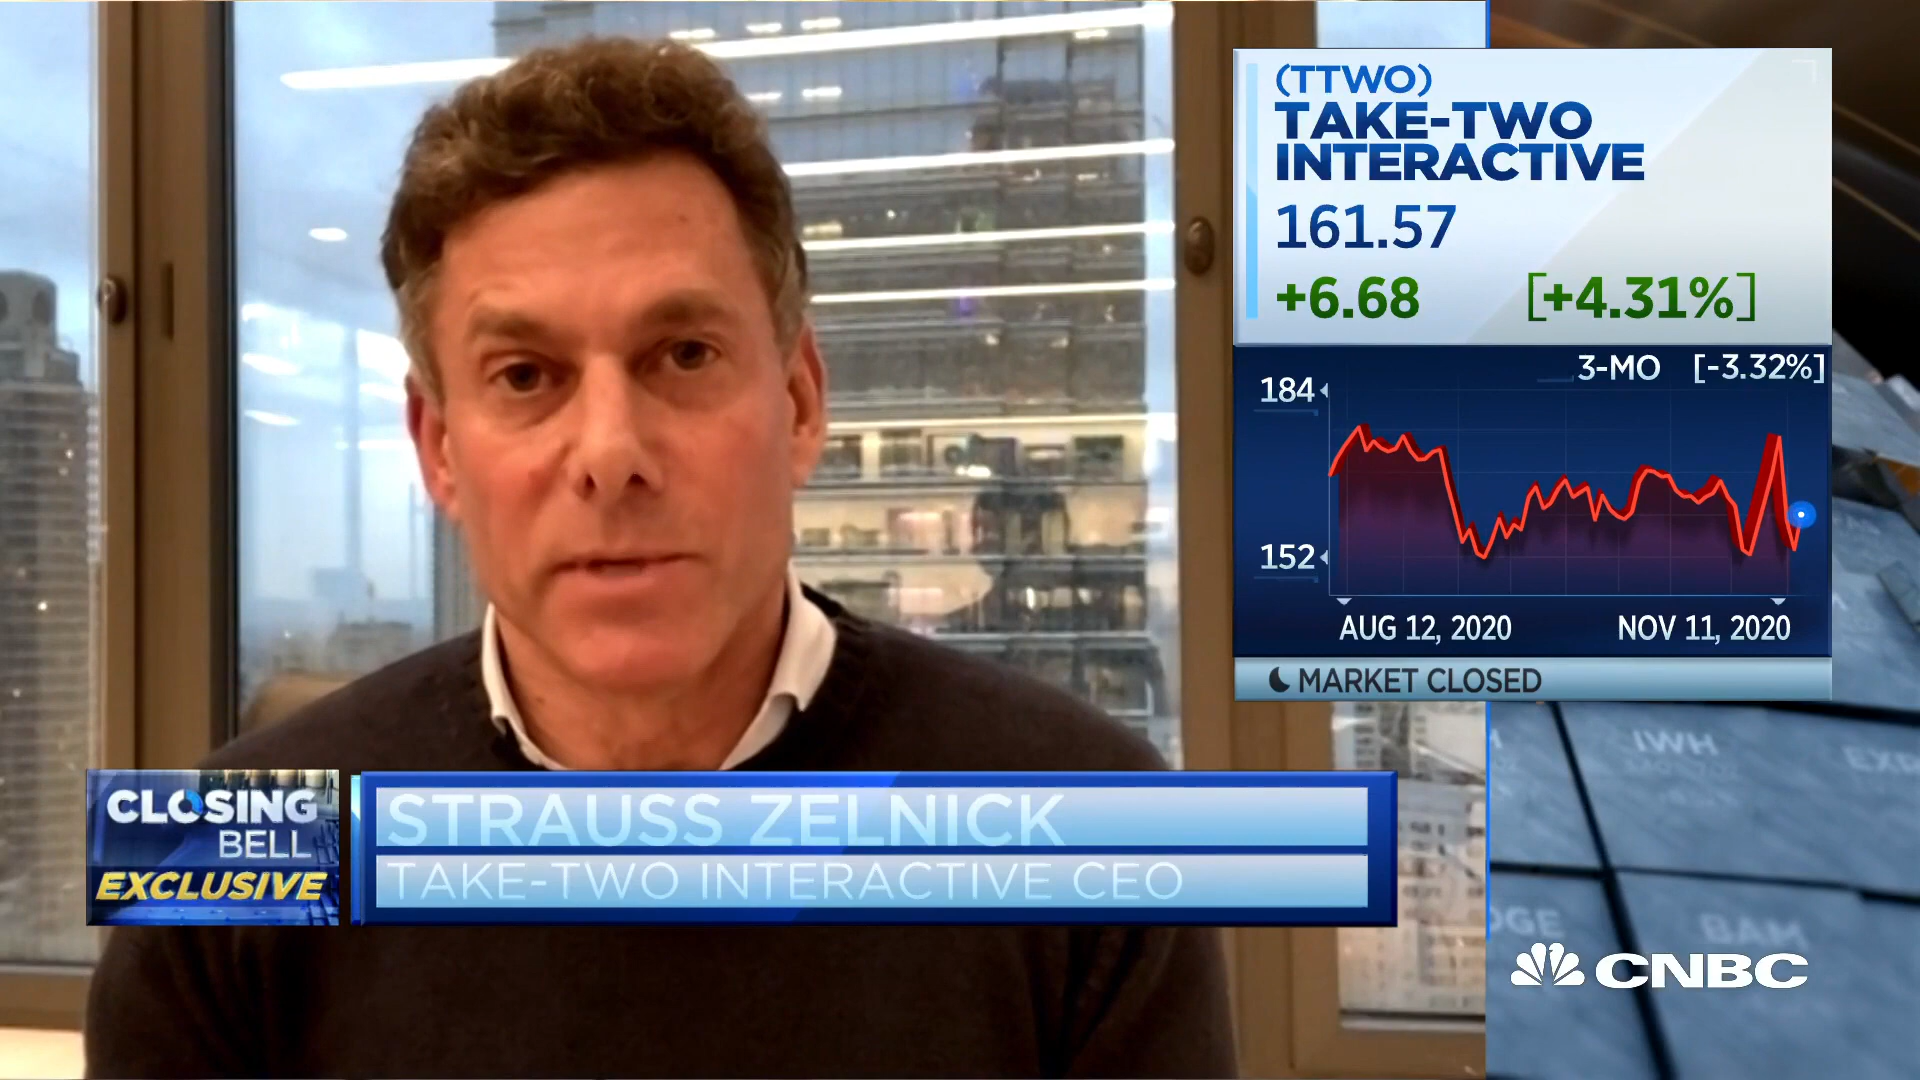 (TTWO)
TAKE-TWO
INTERACTIVE
161.57
+6.68 [+4.31%]
3-MO [-3.32%]
184
152
AUG 12, 2020 NOV 11, 2020
MARKET CLOSED
CLOSING
BELL
EXCLUSIVE
STRAUSS ZELNICK
TAKE-TWO INTERACTIVE CEO
IWH
BAM
CNBC